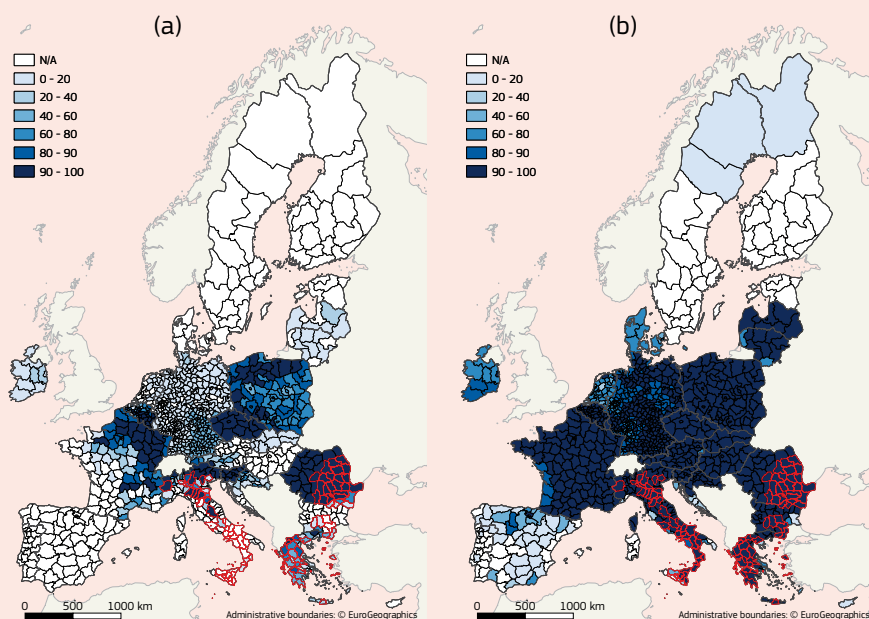 (a)
N/A
0 - 20
20 - 40
40 - 60
60 - 80
80 - 90
90 - 100
0 500 1000 km
Administrative boundaries: © EuroGeographics
(b)
N/A
0 - 20
20 - 40
40 - 60
60 - 80
80 - 90
90 - 100
0 500 1000 km
Administrative boundaries: © EuroGeographics